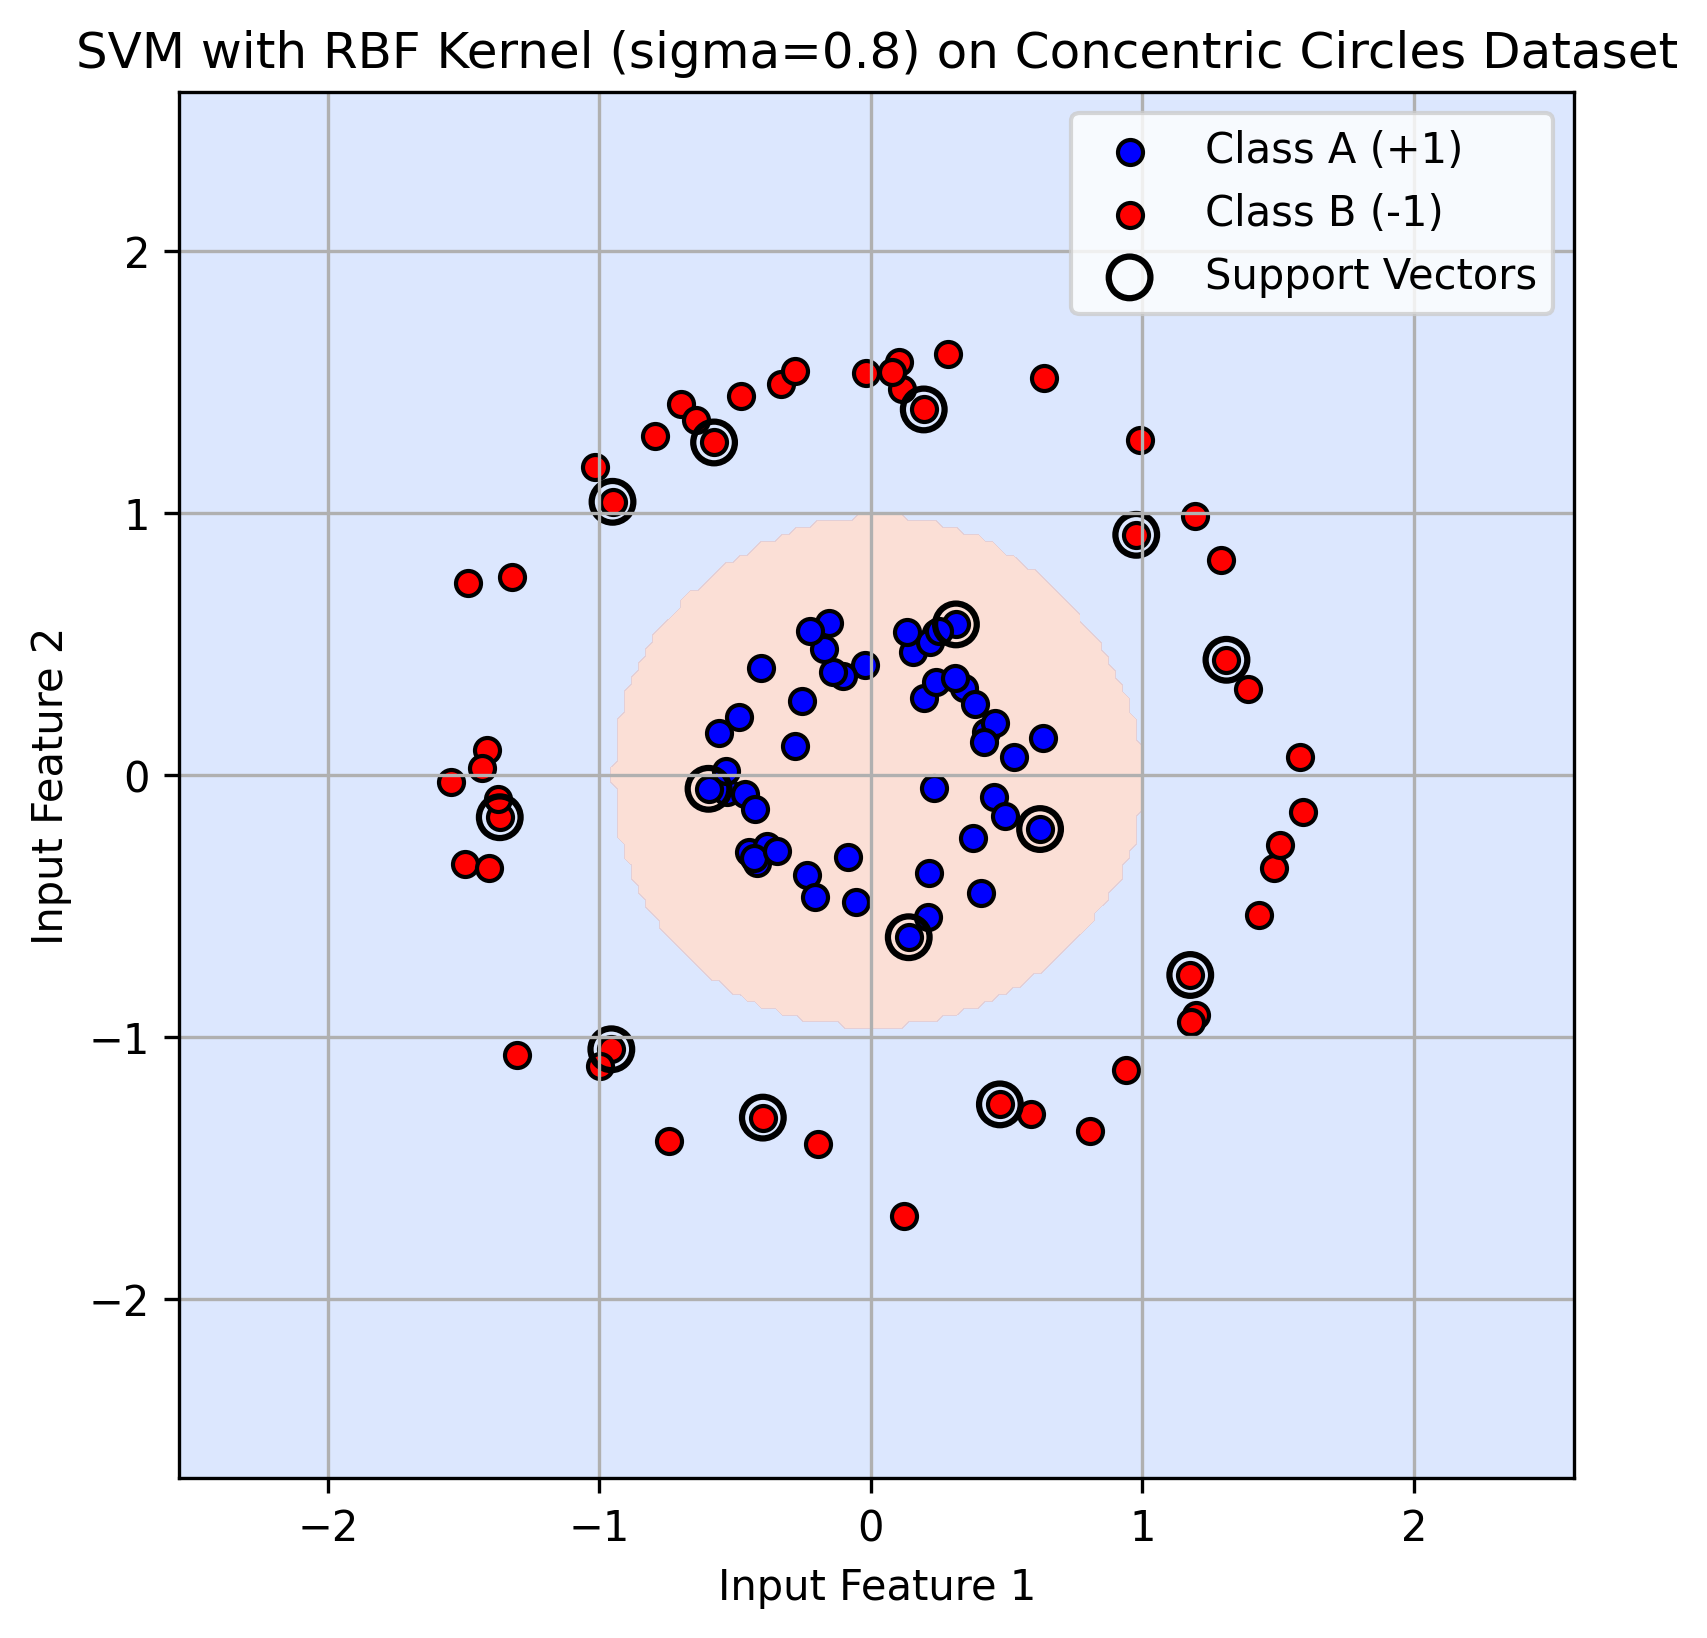 SVM with RBF Kernel (sigma=0.8) on Concentric Circles Dataset
Class A (+1)
Class B (-1)
Support Vectors
2
1
0
−1
−2
Input Feature 2
−2
−1
0
1
2
Input Feature 1